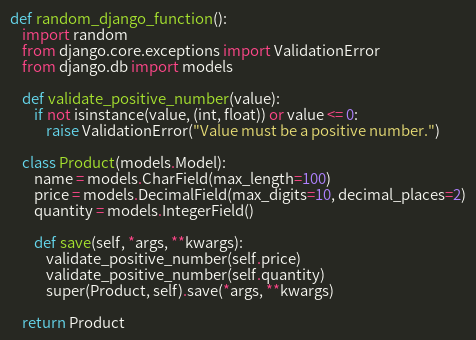 def random_django_function():
    import random
    from django.core.exceptions import ValidationError
    from django.db import models

    def validate_positive_number(value):
        if not isinstance(value, (int, float)) or value <= 0:
            raise ValidationError("Value must be a positive number.")

    class Product(models.Model):
        name = models.CharField(max_length=100)
        price = models.DecimalField(max_digits=10, decimal_places=2)
        quantity = models.IntegerField()

        def save(self, *args, **kwargs):
            validate_positive_number(self.price)
            validate_positive_number(self.quantity)
            super(Product, self).save(*args, **kwargs)

    return Product